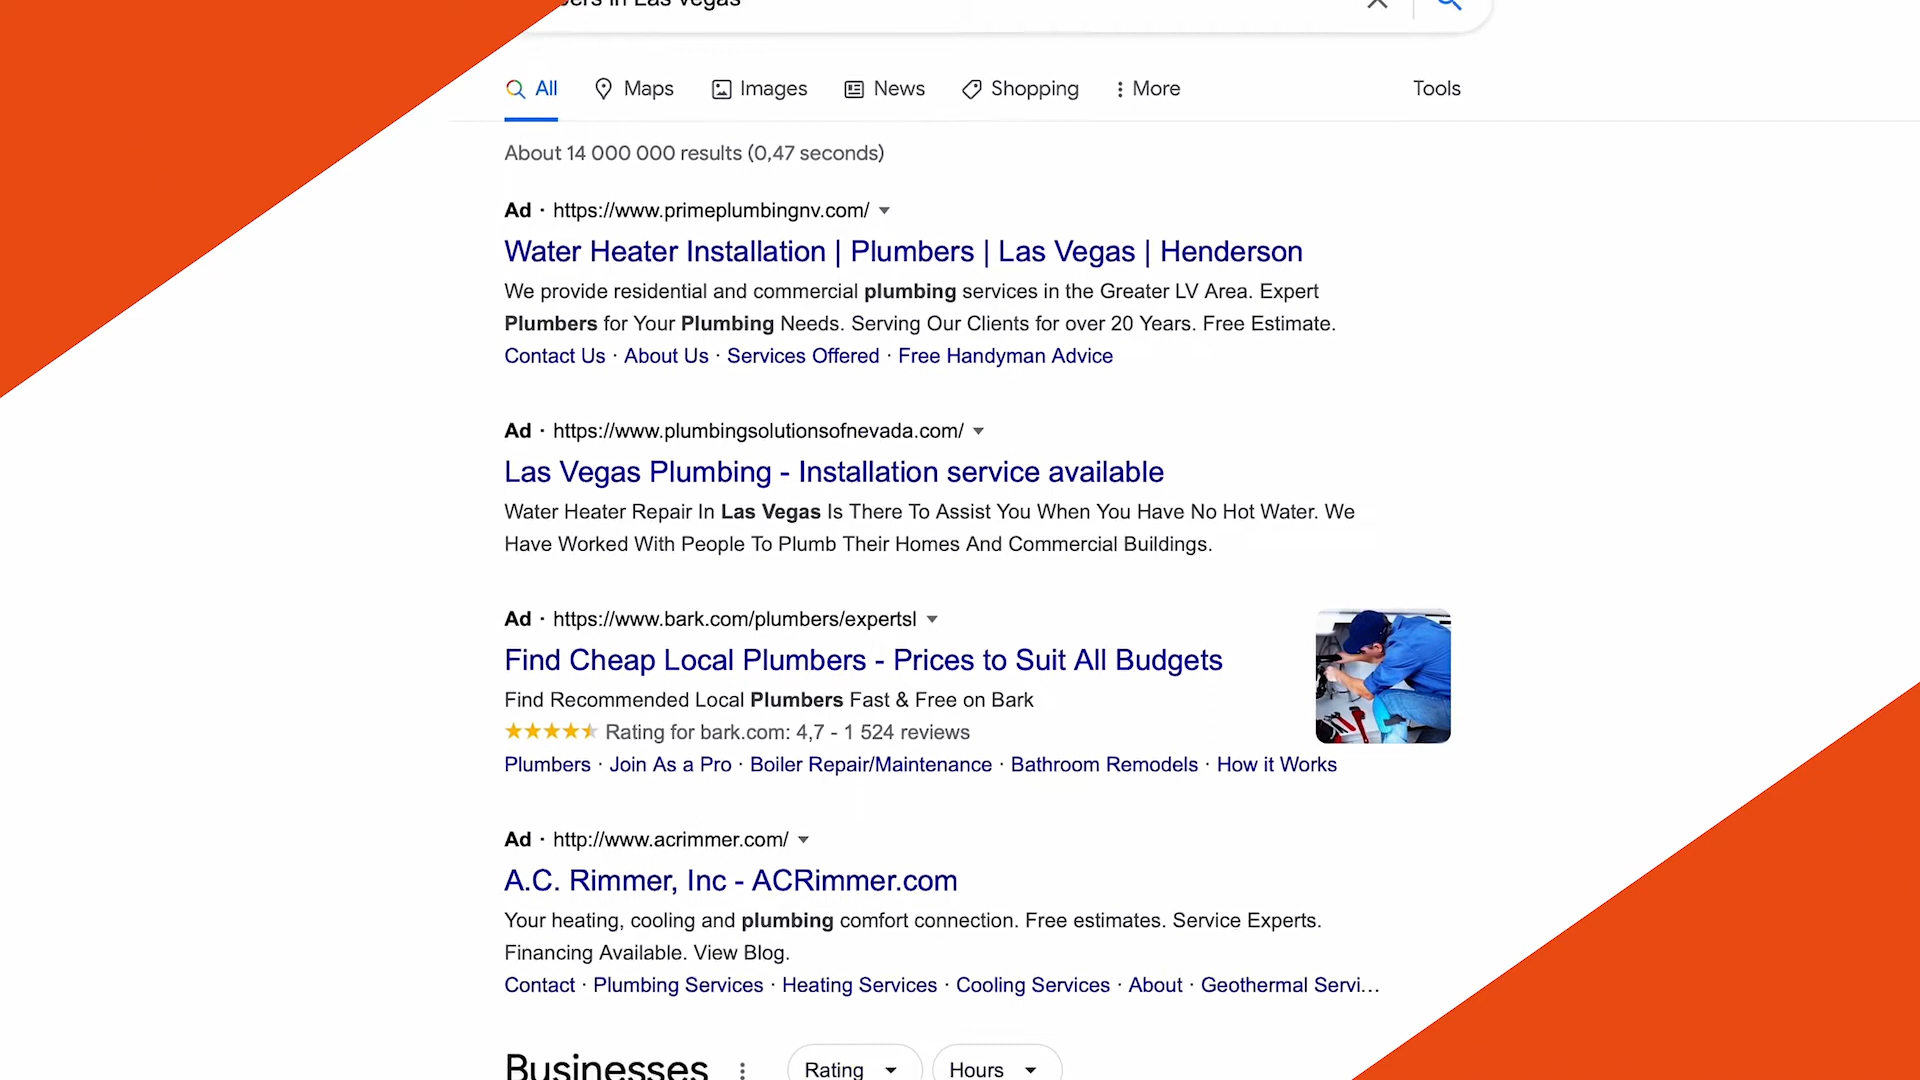 in Las Vegas
All Maps Images News Shopping More Tools
About 14 000 000 results (0,47 seconds)
Ad · https://www.primeplumbingnv.com/
Water Heater Installation | Plumbers | Las Vegas | Henderson
We provide residential and commercial plumbing services in the Greater LV Area. Expert
Plumbers for Your Plumbing Needs. Serving Our Clients for over 20 Years. Free Estimate.
Contact Us · About Us · Services Offered · Free Handyman Advice
Ad · https://www.plumbingsolutionsofnevada.com/
Las Vegas Plumbing - Installation service available
Water Heater Repair In Las Vegas Is There To Assist You When You Have No Hot Water. We
Have Worked With People To Plumb Their Homes And Commercial Buildings.
Ad · https://www.bark.com/plumbers/expertsl
Find Cheap Local Plumbers - Prices to Suit All Budgets
Find Recommended Local Plumbers Fast & Free on Bark
Rating for bark.com: 4,7 - 1 524 reviews
Plumbers · Join As a Pro · Boiler Repair/Maintenance · Bathroom Remodels · How it Works
Ad · http://www.acrimmer.com/
A.C. Rimmer, Inc - ACRimmer.com
Your heating, cooling and plumbing comfort connection. Free estimates. Service Experts.
Financing Available. View Blog.
Contact · Plumbing Services · Heating Services · Cooling Services · About · Geothermal Servi...
Businesses Rating Hours